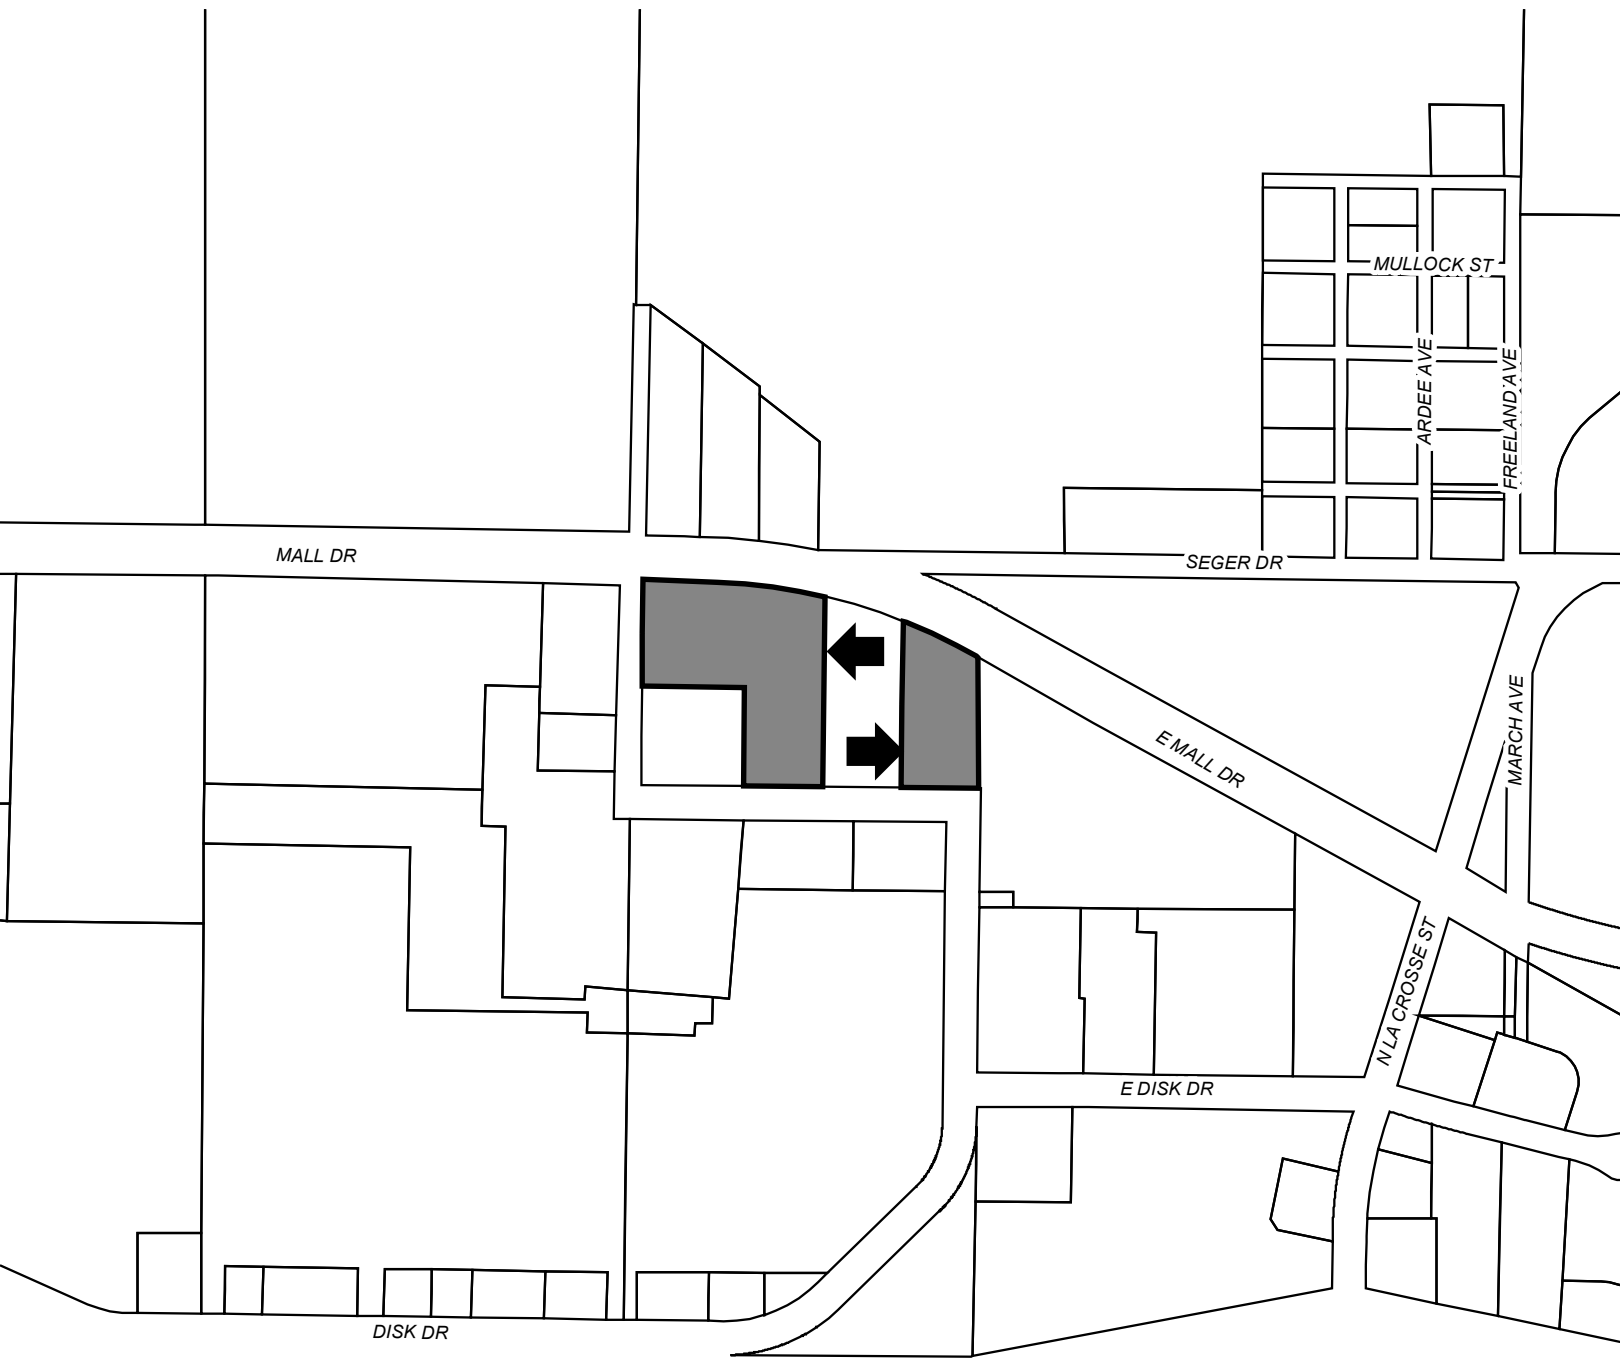 MULLOCK ST
ARDEE AVE
FREELAND AVE
MALL DR
SEGER DR
E MALL DR
MARCH AVE
N LA CROSSE ST
E DISK DR
DISK DR